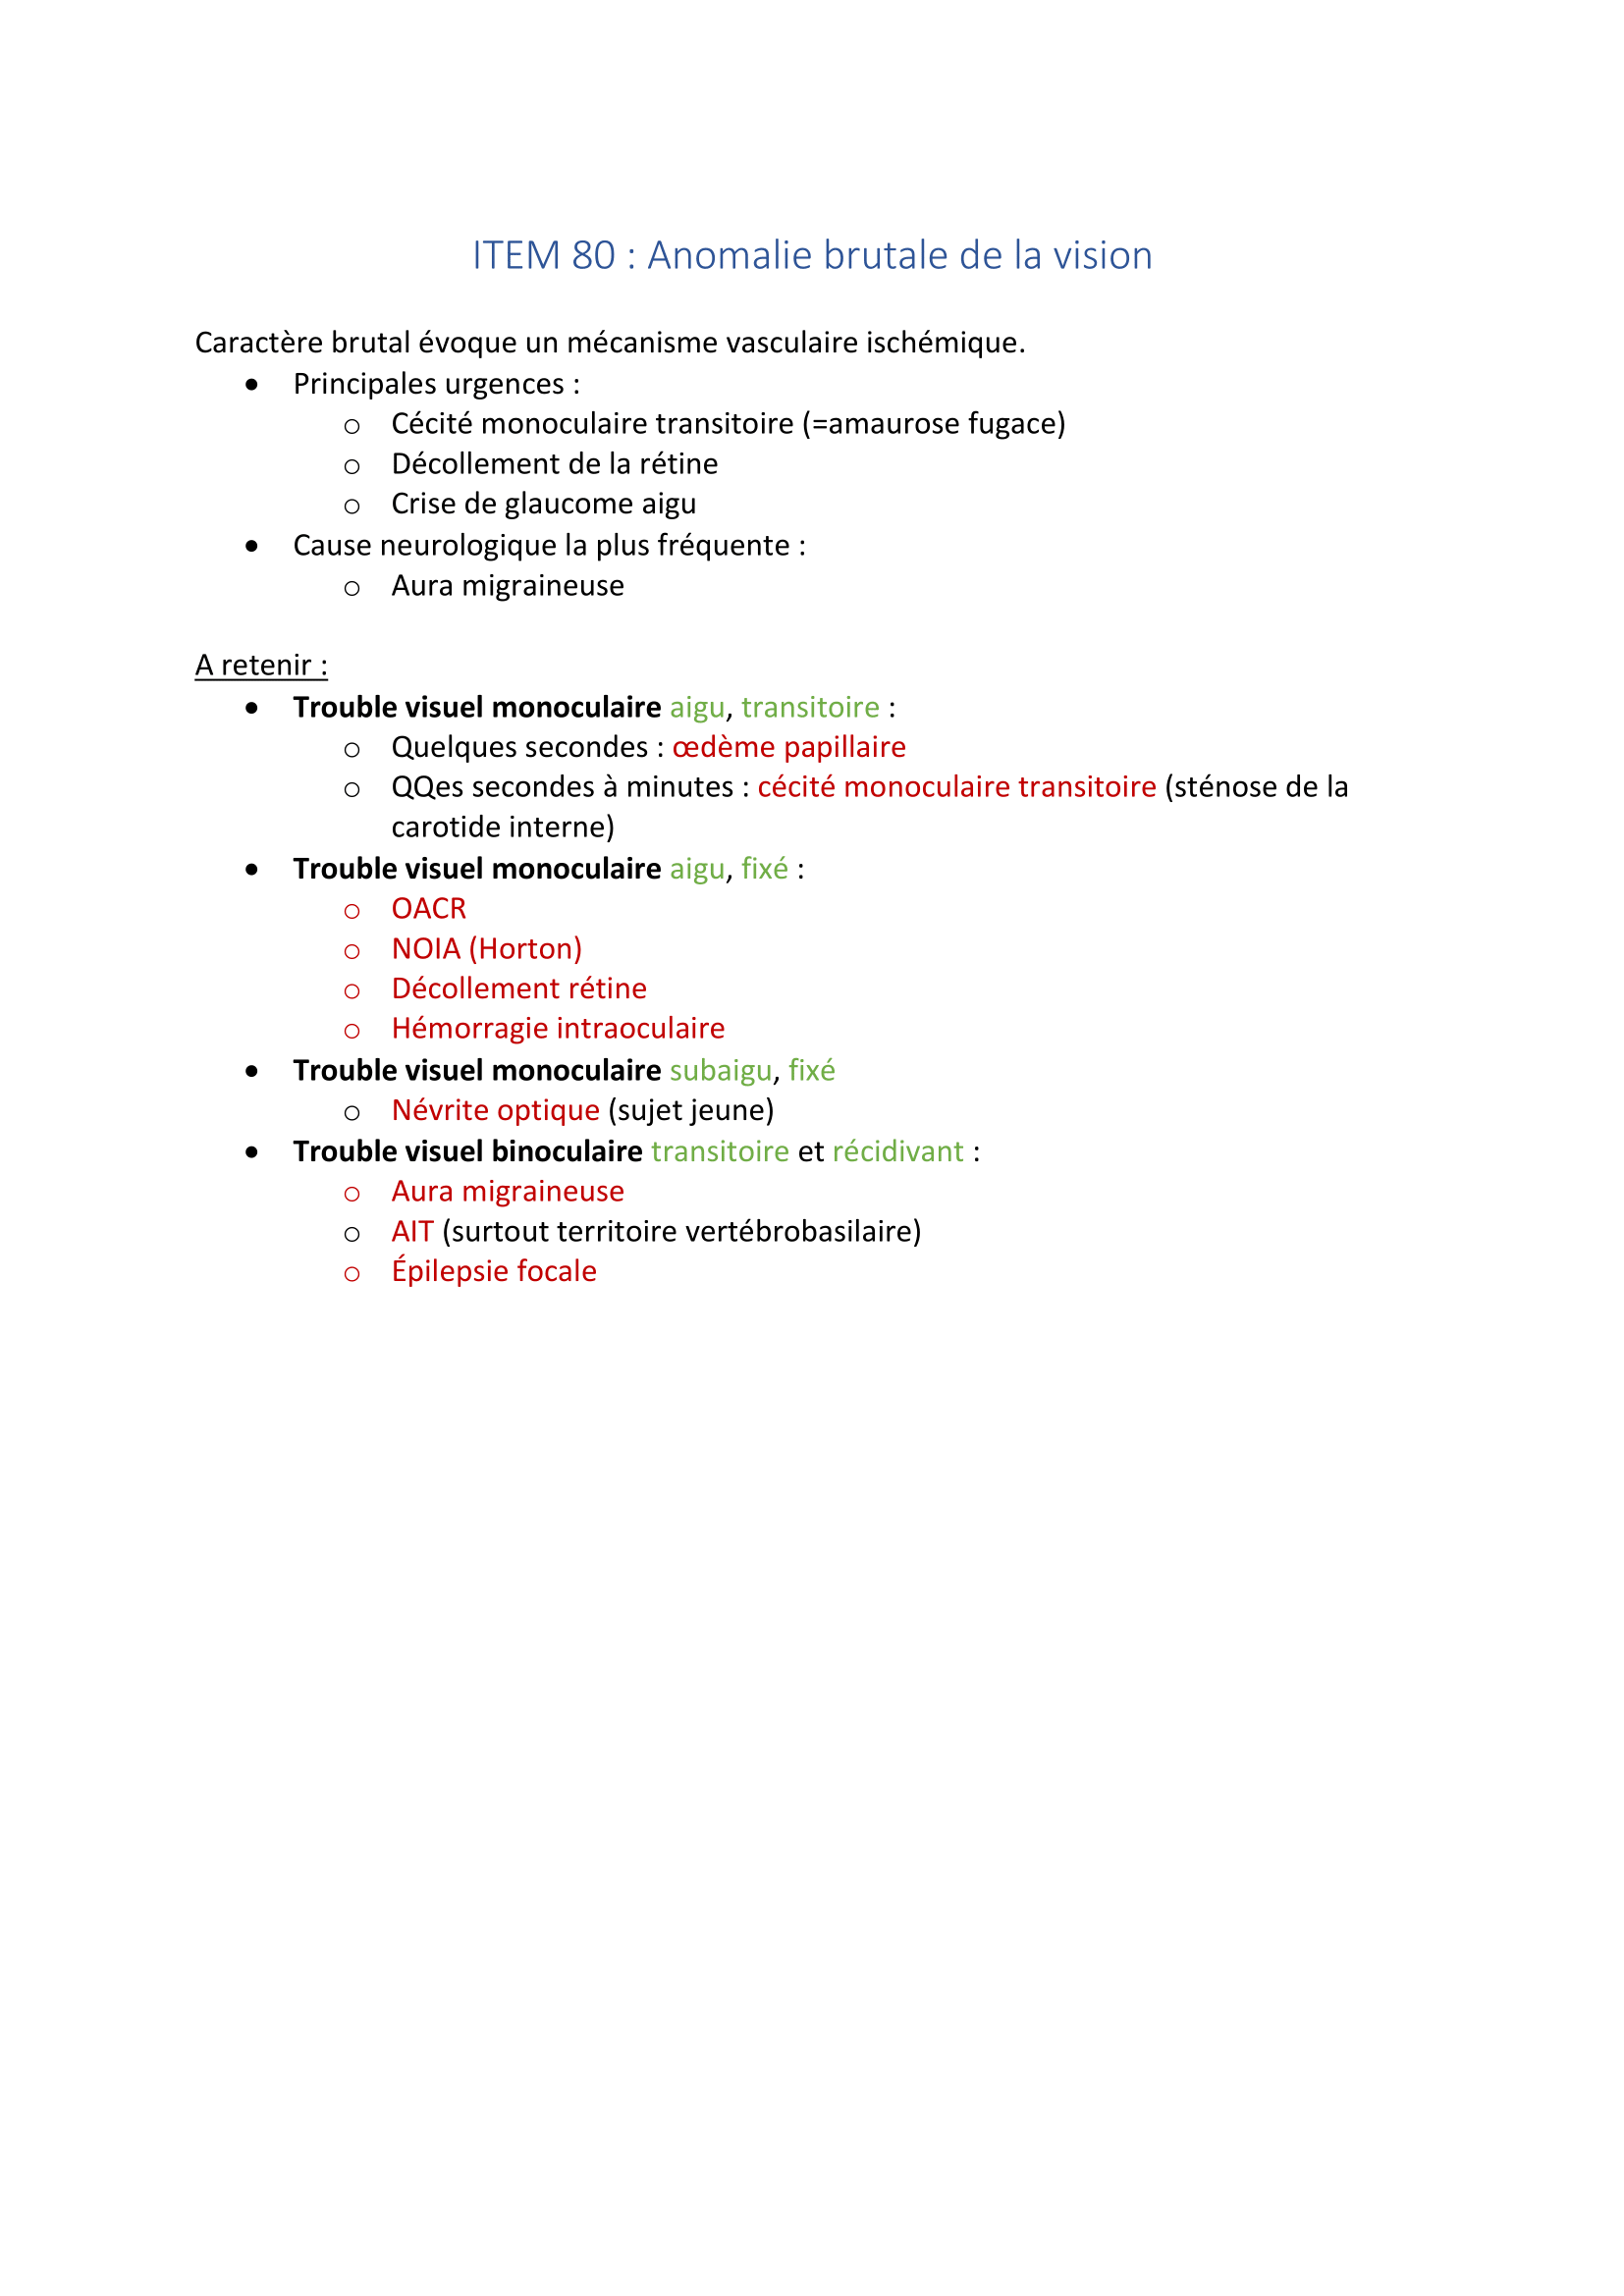 ITEM 80 : Anomalie brutale de la vision
Caractère brutal évoque un mécanisme vasculaire ischémique.
• Principales urgences :
o Cécité monoculaire transitoire (=amaurose fugace)
o Décollement de la rétine
o Crise de glaucome aigu
• Cause neurologique la plus fréquente :
o Aura migraineuse
A retenir :
• Trouble visuel monoculaire aigu, transitoire :
o Quelques secondes : œdème papillaire
o QQes secondes à minutes : cécité monoculaire transitoire (sténose de la
carotide interne)
• Trouble visuel monoculaire aigu, fixé :
o OACR
o NOIA (Horton)
o Décollement rétine
o Hémorragie intraoculaire
• Trouble visuel monoculaire subaigu, fixé
o Névrite optique (sujet jeune)
• Trouble visuel binoculaire transitoire et récidivant :
o Aura migraineuse
o AIT (surtout territoire vertébrobasilaire)
o Épilepsie focale